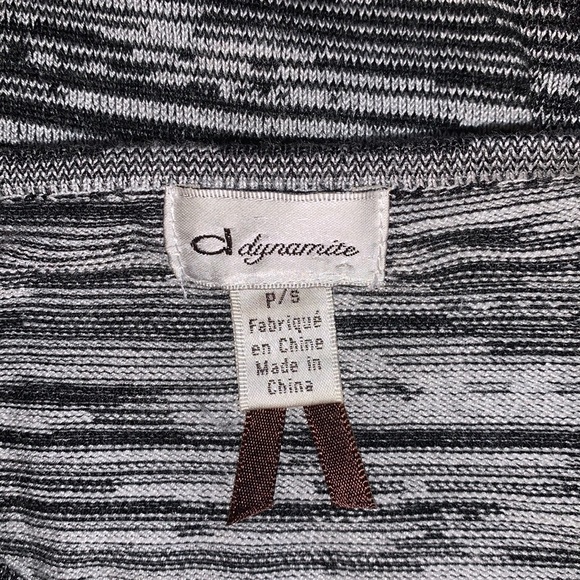 d dynamite
P/S
Fabriqué
en Chine
Made in
China